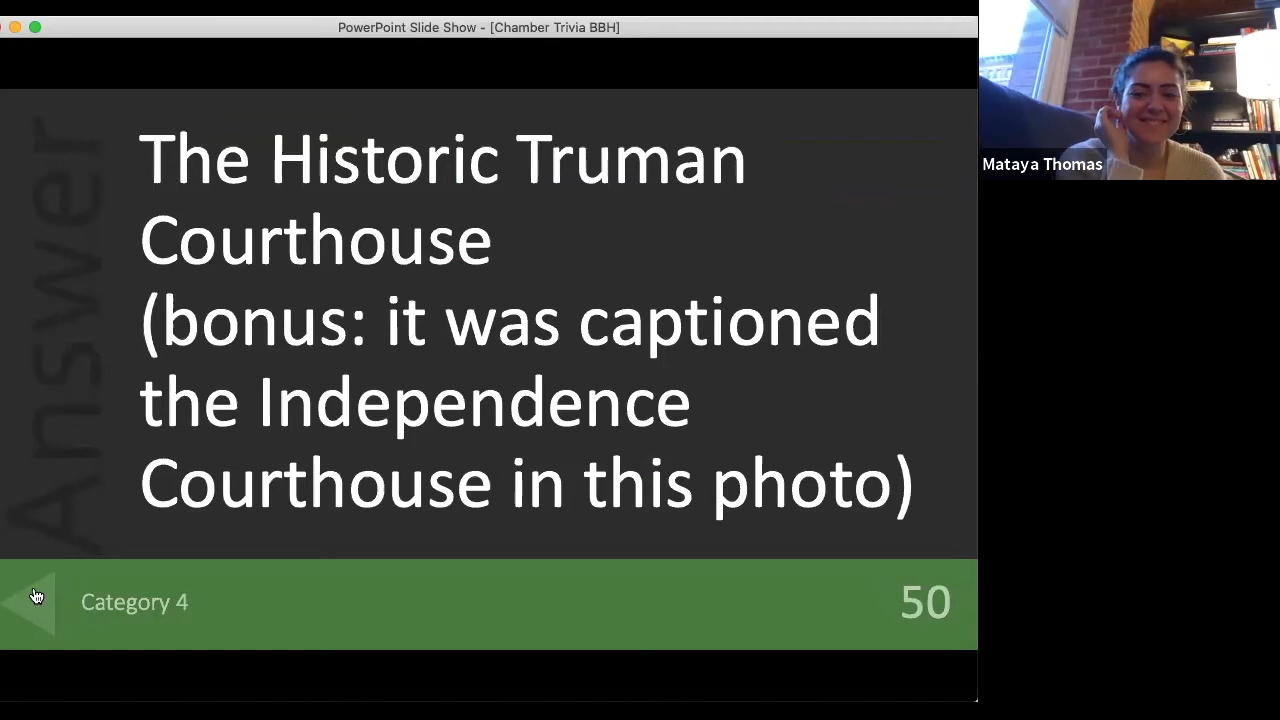 PowerPoint Slide Show - [Chamber Trivia BBH]
Answer
The Historic Truman
Courthouse
(bonus: it was captioned
the Independence
Courthouse in this photo)
Category 4
50
Mataya Thomas